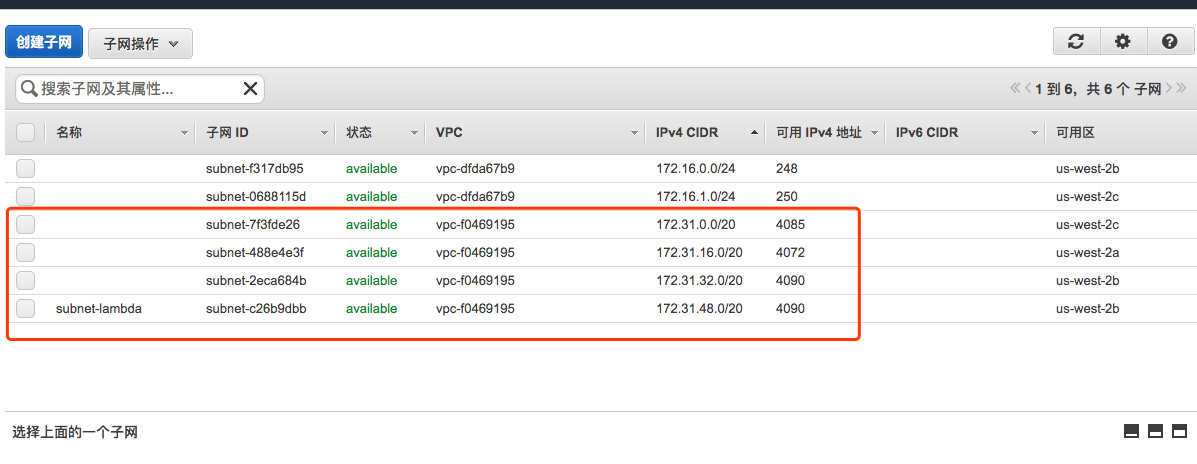 创建子网 子网操作
搜索子网及其属性... 1 到 6，共 6 个 子网
名称 子网 ID 状态 VPC IPv4 CIDR 可用 IPv4 地址 IPv6 CIDR 可用区
subnet-f317db95 available vpc-dfda67b9 172.16.0.0/24 248 us-west-2b
subnet-0688115d available vpc-dfda67b9 172.16.1.0/24 250 us-west-2c
subnet-7f3fde26 available vpc-f0469195 172.31.0.0/20 4085 us-west-2c
subnet-488e4e3f available vpc-f0469195 172.31.16.0/20 4072 us-west-2a
subnet-2eca684b available vpc-f0469195 172.31.32.0/20 4090 us-west-2b
subnet-lambda subnet-c26b9dbb available vpc-f0469195 172.31.48.0/20 4090 us-west-2b
选择上面的一个子网